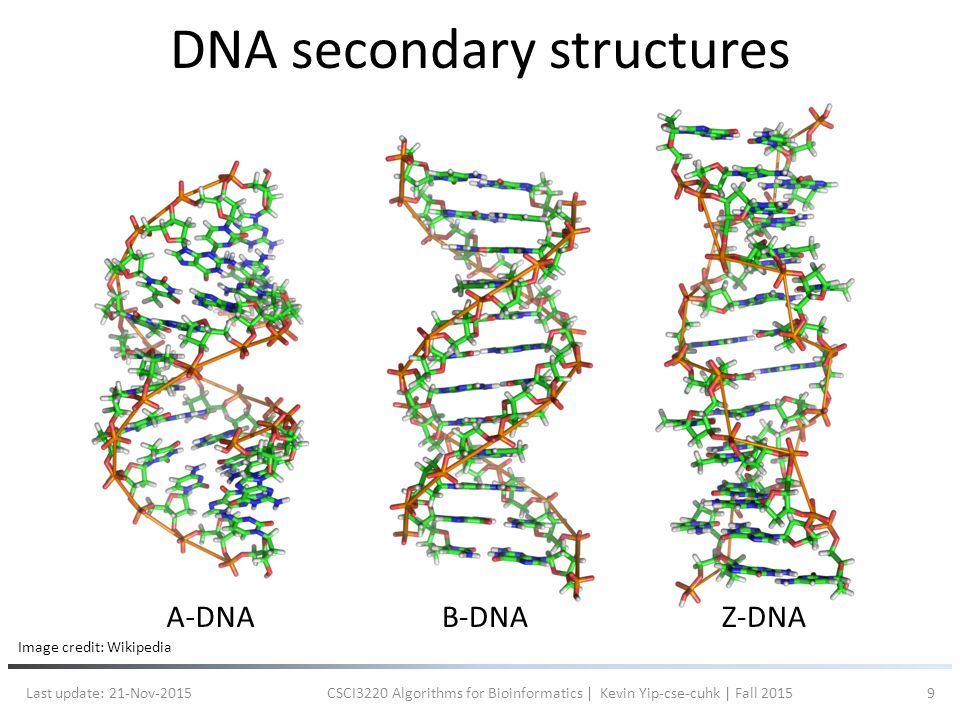 DNA secondary structures
A-DNA B-DNA Z-DNA
Image credit: Wikipedia
Last update: 21-Nov-2015 CSCI3220 Algorithms for Bioinformatics | Kevin Yip-cse-cuhk | Fall 2015 9